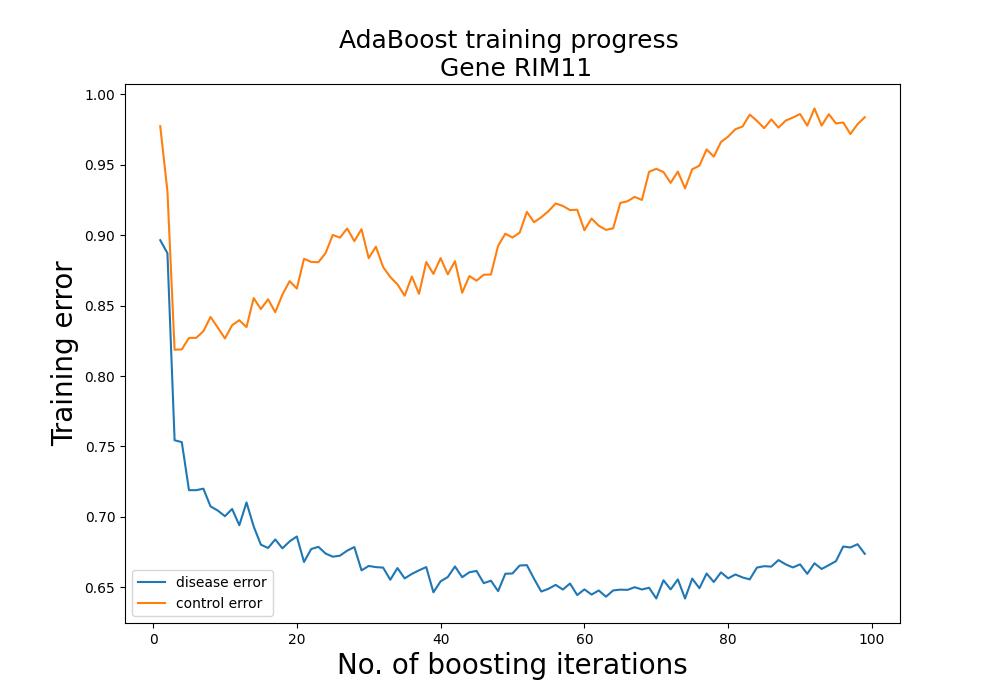 AdaBoost training progress
Gene RIM11
Training error
1.00
0.95
0.90
0.85
0.80
0.75
0.70
0.65
disease error
control error
0 20 40 60 80 100
No. of boosting iterations